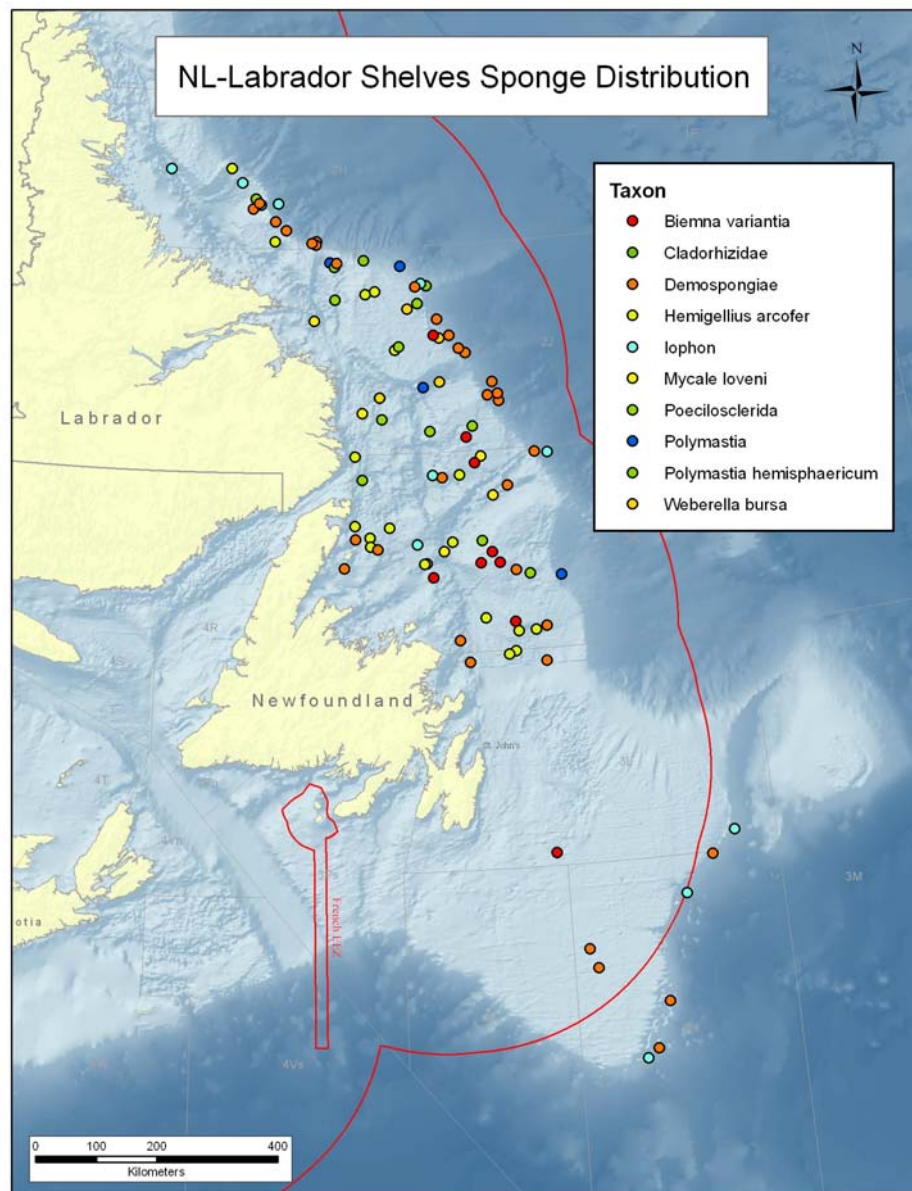 NL-Labrador Shelves Sponge Distribution
N
Taxon
Biemna variantia
Cladorhizidae
Demospongiae
Hemigellius arcofer
Iophon
Mycale loveni
Poecilosclerida
Polymastia
Polymastia hemisphaericum
Weberella bursa
2H
2J
Labrador
4R
4S
Newfoundland
St. John's
3L
4T
3M
otia
French EEZ
4Vs
0 100 200 400
Kilometers